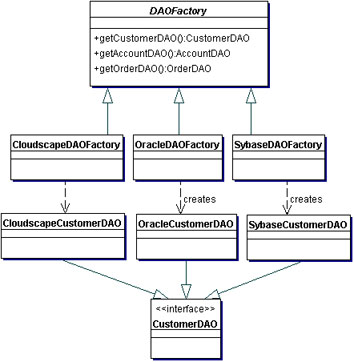 DAOFactory
+getCustomerDAO():CustomerDAO
+getAccountDAO():AccountDAO
+getOrderDAO():OrderDAO
CloudscapeDAOFactory
OracleDAOFactory
SybaseDAOFactory
creates
creates
CloudscapeCustomerDAO
OracleCustomerDAO
SybaseCustomerDAO
<<interface>>
CustomerDAO